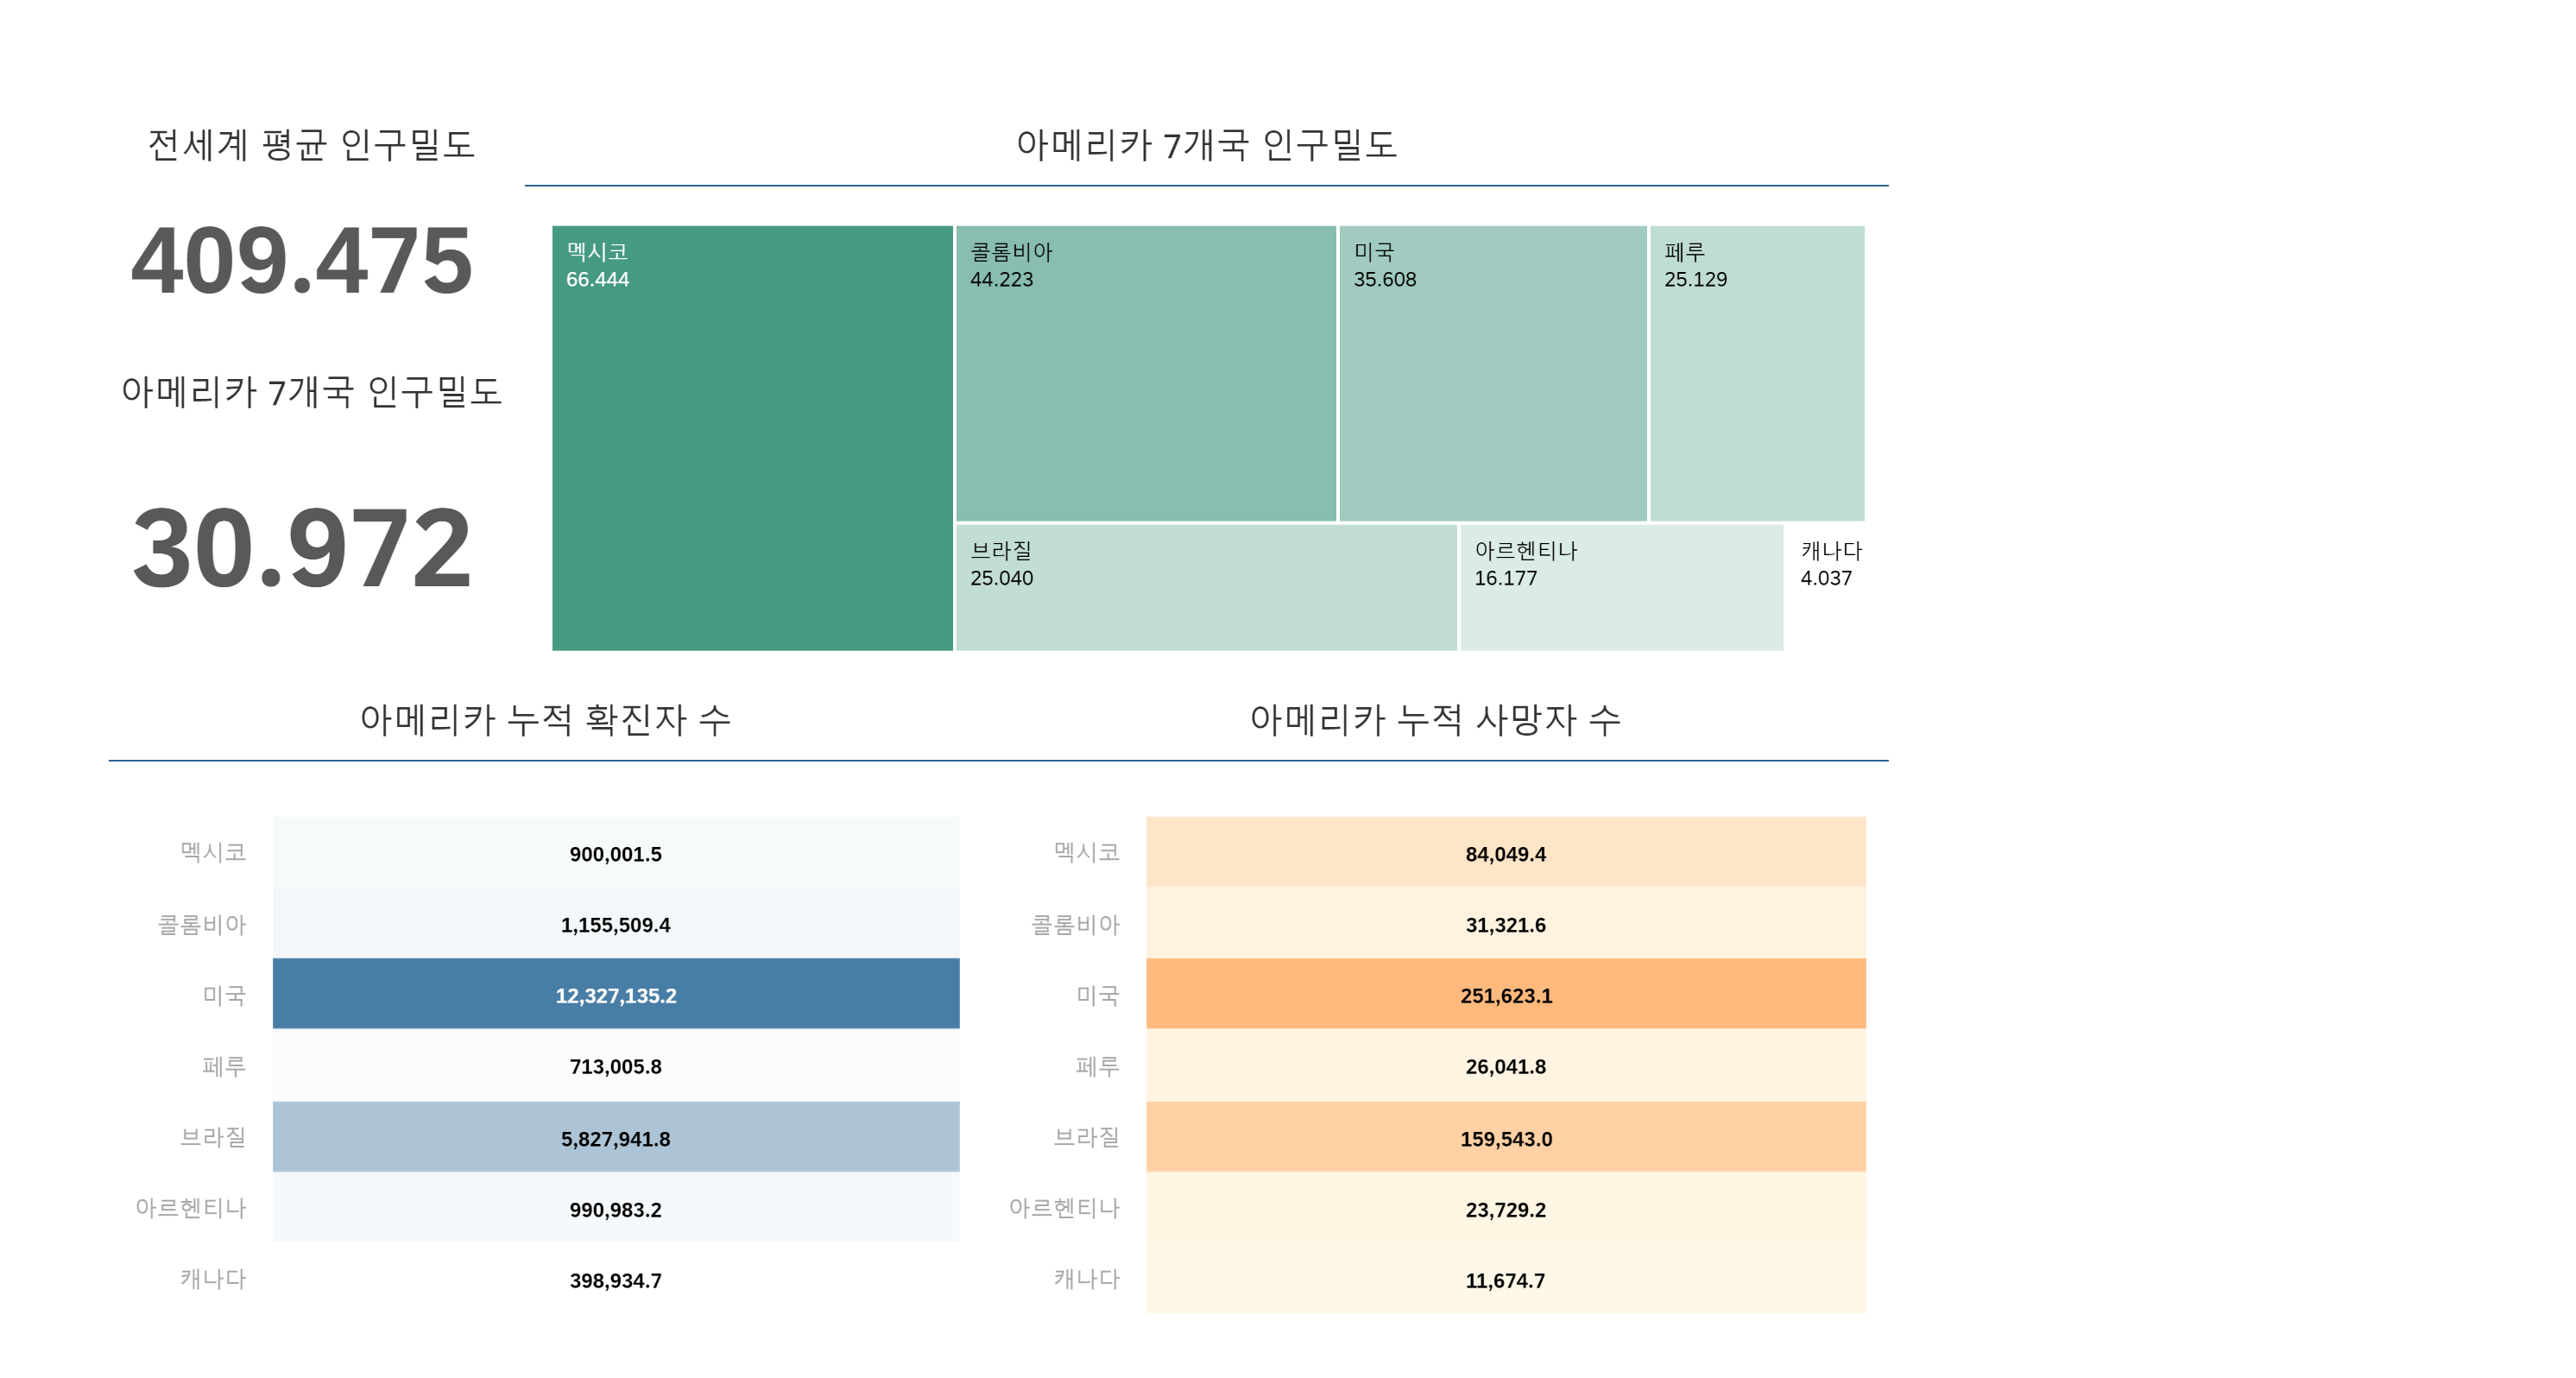 전세계 평균 인구밀도
409.475
아메리카 7개국 인구밀도
30.972
아메리카 7개국 인구밀도
멕시코
66.444
콜롬비아
44.223
미국
35.608
페루
25.129
브라질
25.040
아르헨티나
16.177
캐나다
4.037
아메리카 누적 확진자 수
멕시코 900,001.5
콜롬비아 1,155,509.4
미국 12,327,135.2
페루 713,005.8
브라질 5,827,941.8
아르헨티나 990,983.2
캐나다 398,934.7
아메리카 누적 사망자 수
멕시코 84,049.4
콜롬비아 31,321.6
미국 251,623.1
페루 26,041.8
브라질 159,543.0
아르헨티나 23,729.2
캐나다 11,674.7